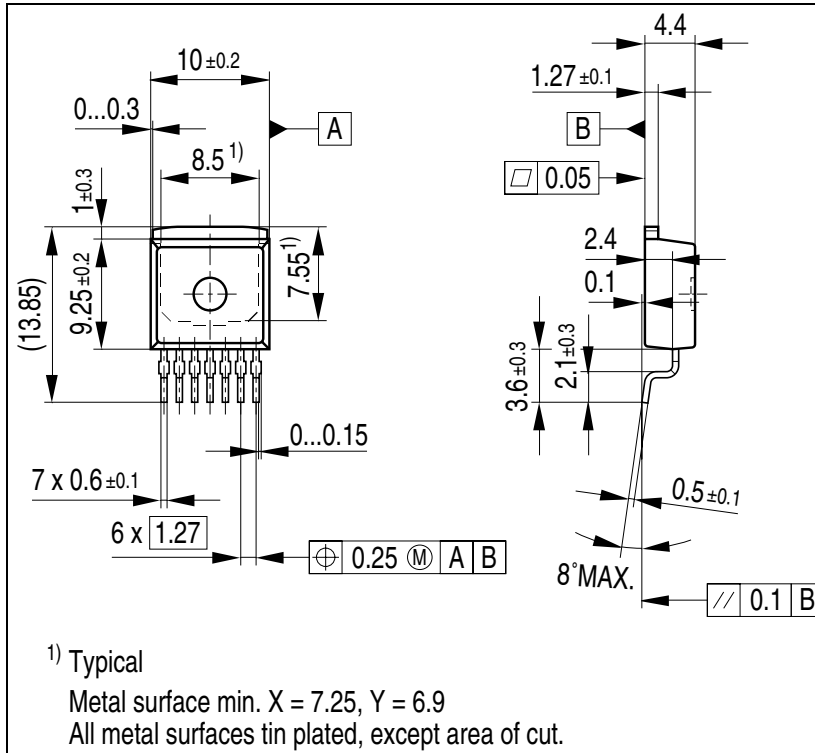 4.4
10±0.2
1.27±0.1
0...0.3
A
B
8.5 1)
0.05
1±0.3
2.4
7.55 1)
0.1
(13.85)
9.25±0.2
3.6±0.3
2.1±0.3
0...0.15
7 x 0.6±0.1
0.5±0.1
6 x 1.27
⌖ 0.25 Ⓜ A B
8° MAX.
// 0.1 B
1) Typical
Metal surface min. X = 7.25, Y = 6.9
All metal surfaces tin plated, except area of cut.